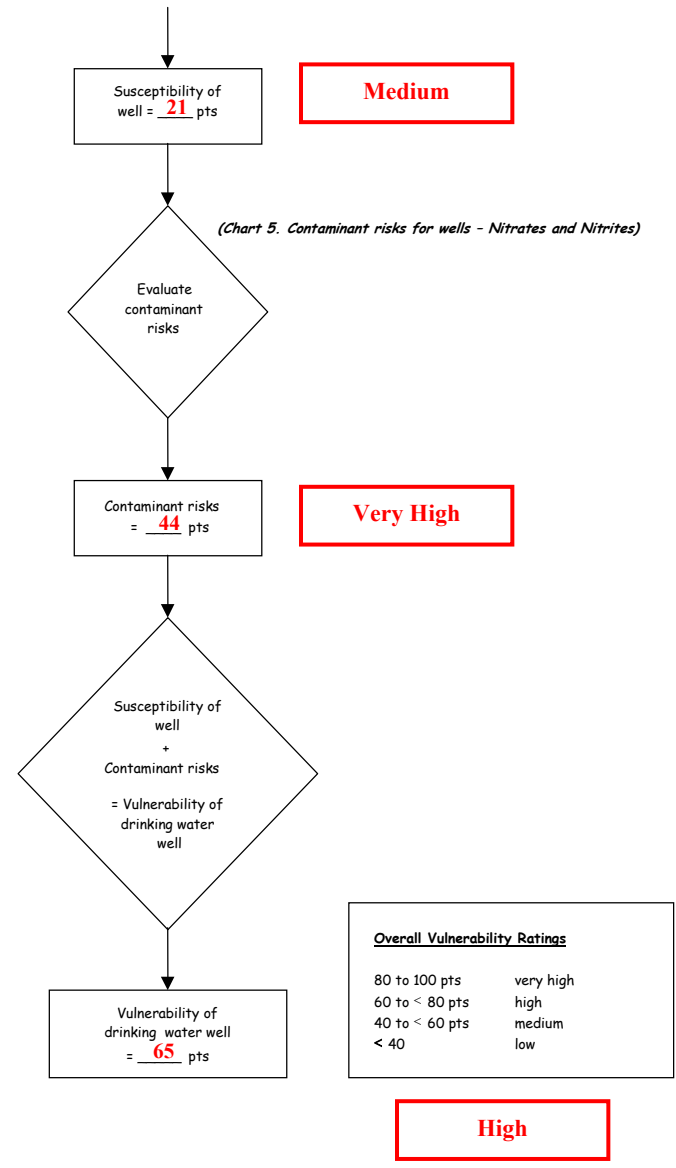 Susceptibility of
well = 21 pts
Medium
(Chart 5. Contaminant risks for wells – Nitrates and Nitrites)
Evaluate
contaminant
risks
Contaminant risks
= 44 pts
Very High
Susceptibility of
well
+
Contaminant risks
= Vulnerability of
drinking water
well
Overall Vulnerability Ratings
80 to 100 pts very high
60 to < 80 pts high
40 to < 60 pts medium
< 40 low
Vulnerability of
drinking water well
= 65 pts
High